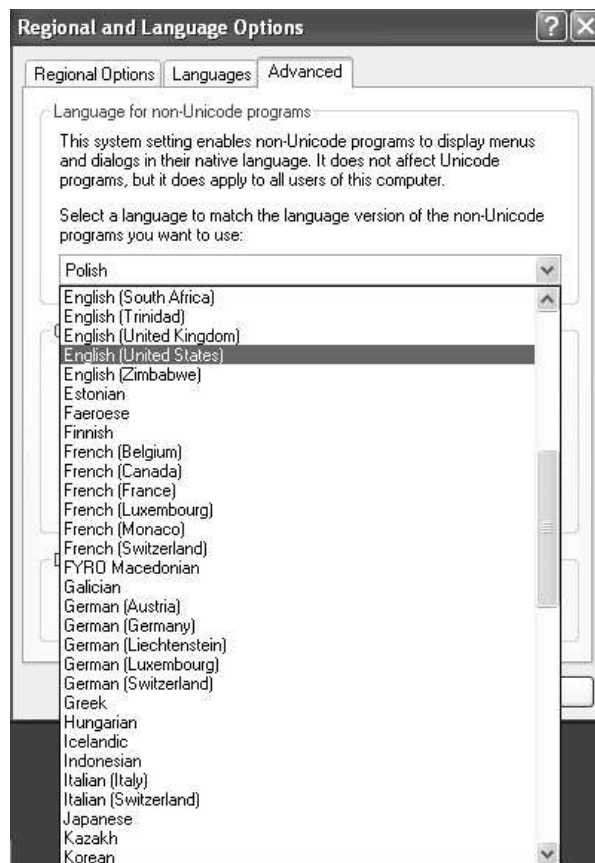 Regional and Language Options
Regional Options Languages Advanced
Language for non-Unicode programs
This system setting enables non-Unicode programs to display menus
and dialogs in their native language. It does not affect Unicode
programs, but it does apply to all users of this computer.
Select a language to match the language version of the non-Unicode
programs you want to use:
Polish
English (South Africa)
English (Trinidad)
English (United Kingdom)
English (United States)
English (Zimbabwe)
Estonian
Faeroese
Finnish
French (Belgium)
French (Canada)
French (France)
French (Luxembourg)
French (Monaco)
French (Switzerland)
FYRO Macedonian
Galician
German (Austria)
German (Germany)
German (Liechtenstein)
German (Luxembourg)
German (Switzerland)
Greek
Hungarian
Icelandic
Indonesian
Italian (Italy)
Italian (Switzerland)
Japanese
Kazakh
Korean